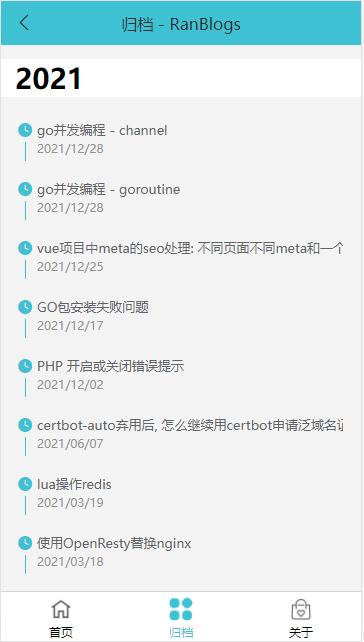 归档 - RanBlogs
2021
go并发编程 - channel
2021/12/28
go并发编程 - goroutine
2021/12/28
vue项目中meta的seo处理: 不同页面不同meta和一个
2021/12/25
GO包安装失败问题
2021/12/17
PHP 开启或关闭错误提示
2021/12/02
certbot-auto弃用后, 怎么继续用certbot申请泛域名证
2021/06/07
lua操作redis
2021/03/19
使用OpenResty替换nginx
2021/03/18
首页
归档
关于